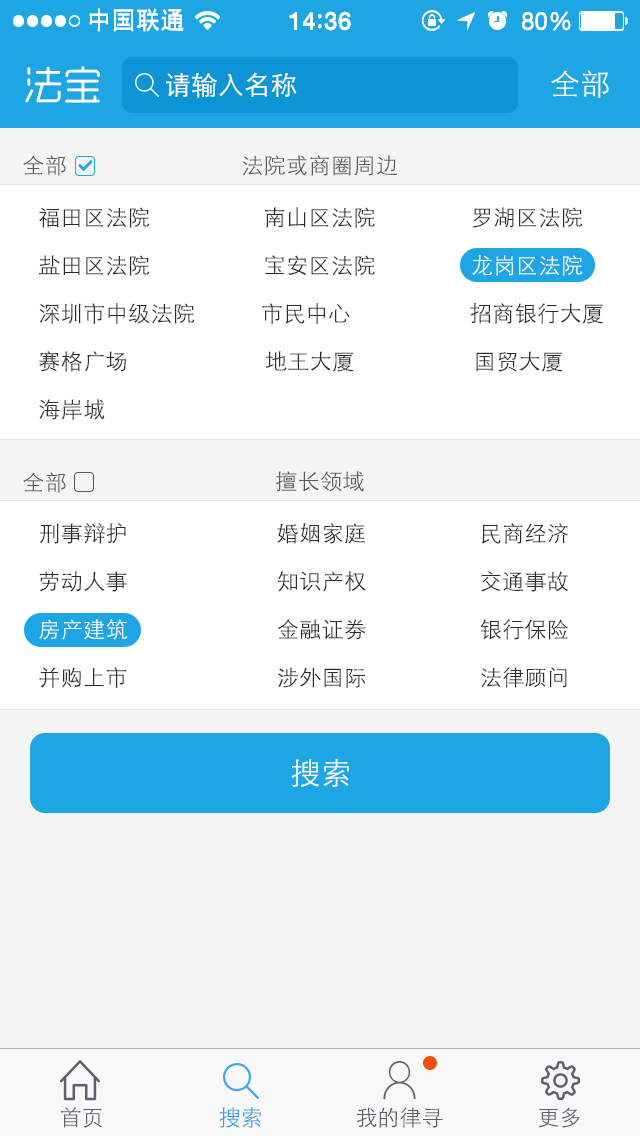 中国联通 14:36 80%
法宝 请输入名称 全部
全部 法院或商圈周边
福田区法院 南山区法院 罗湖区法院
盐田区法院 宝安区法院 龙岗区法院
深圳市中级法院 市民中心 招商银行大厦
赛格广场 地王大厦 国贸大厦
海岸城
全部 擅长领域
刑事辩护 婚姻家庭 民商经济
劳动人事 知识产权 交通事故
房产建筑 金融证券 银行保险
并购上市 涉外国际 法律顾问
搜索
首页 搜索 我的律寻 更多